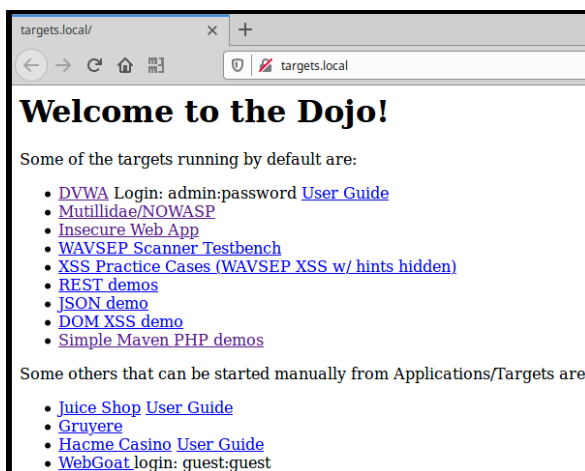 targets.local/
targets.local
Welcome to the Dojo!
Some of the targets running by default are:
DVWA Login: admin:password User Guide
Mutillidae/NOWASP
Insecure Web App
WAVSEP Scanner Testbench
XSS Practice Cases (WAVSEP XSS w/ hints hidden)
REST demos
JSON demo
DOM XSS demo
Simple Maven PHP demos
Some others that can be started manually from Applications/Targets are
Juice Shop User Guide
Gruyere
Hacme Casino User Guide
WebGoat login: guest:guest